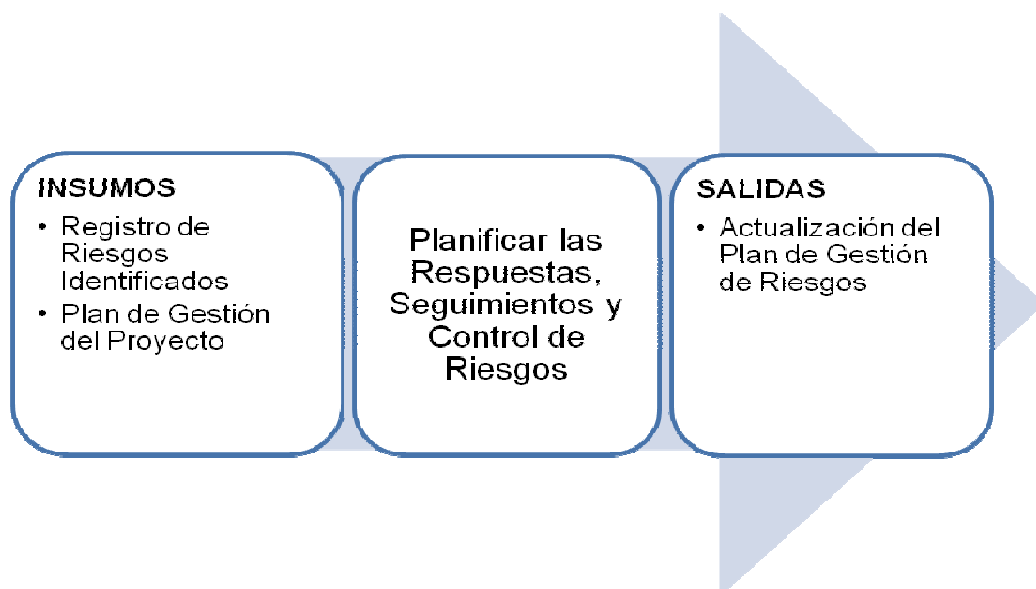 INSUMOS
• Registro de
Riesgos
Identificados
• Plan de Gestión
del Proyecto
Planificar las
Respuestas,
Seguimientos y
Control de
Riesgos
SALIDAS
• Actualización del
Plan de Gestión
de Riesgos